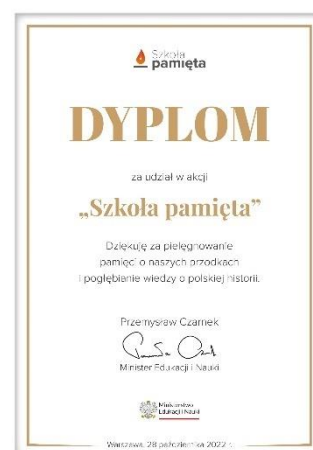 Szkoła
pamięta
DYPLOM
za udział w akcji
„Szkoła pamięta”
Dziękuję za pielęgnowanie
pamięci o naszych przodkach
i pogłębianie wiedzy o polskiej historii.
Przemysław Czarnek
Minister Edukacji i Nauki
Ministerstwo
Edukacji i Nauki
Warszawa, 28 października 2022 r.